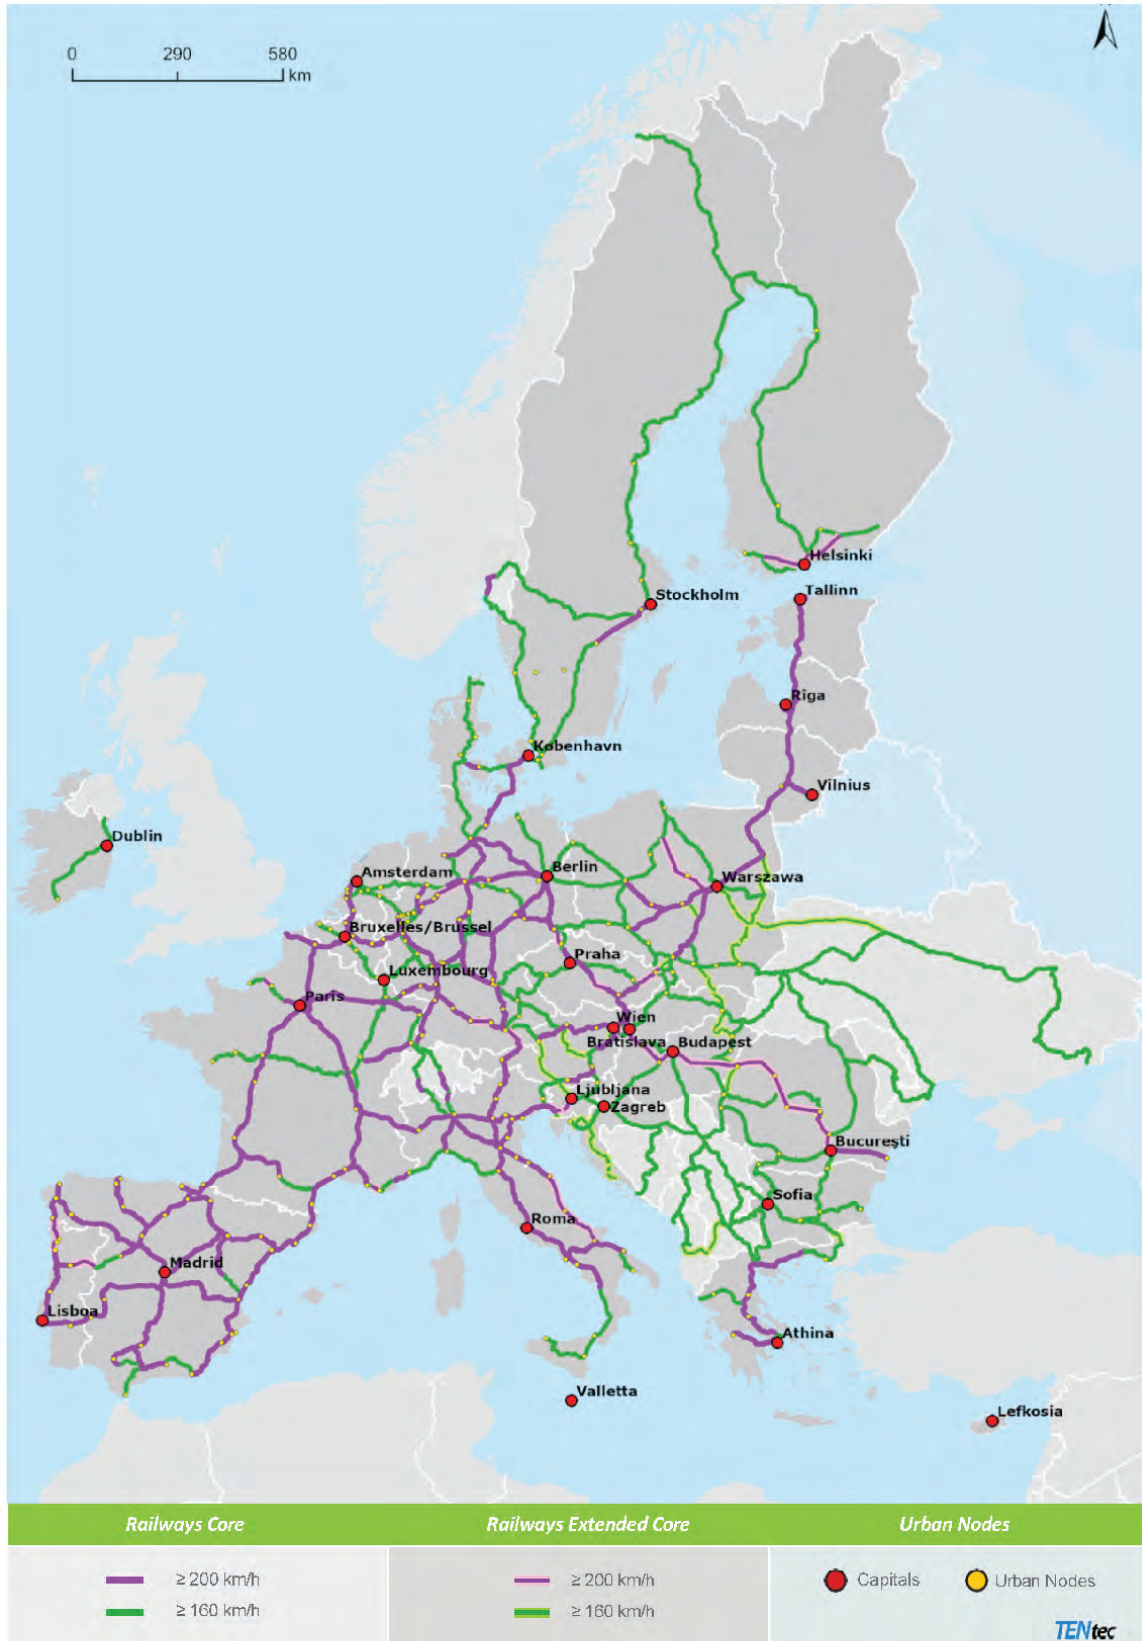 0 290 580
km
Helsinki
Tallinn
Stockholm
Rīga
København
Vilnius
Dublin
Amsterdam
Berlin
Warszawa
Bruxelles/Brussel
Praha
Luxembourg
Paris
Wien
Bratislava
Budapest
Ljubljana
Zagreb
Bucureşti
Sofia
Roma
Madrid
Lisboa
Athina
Valletta
Lefkosia
Railways Core Railways Extended Core Urban Nodes
≥ 200 km/h ≥ 200 km/h Capitals Urban Nodes
≥ 160 km/h ≥ 160 km/h
TENtec